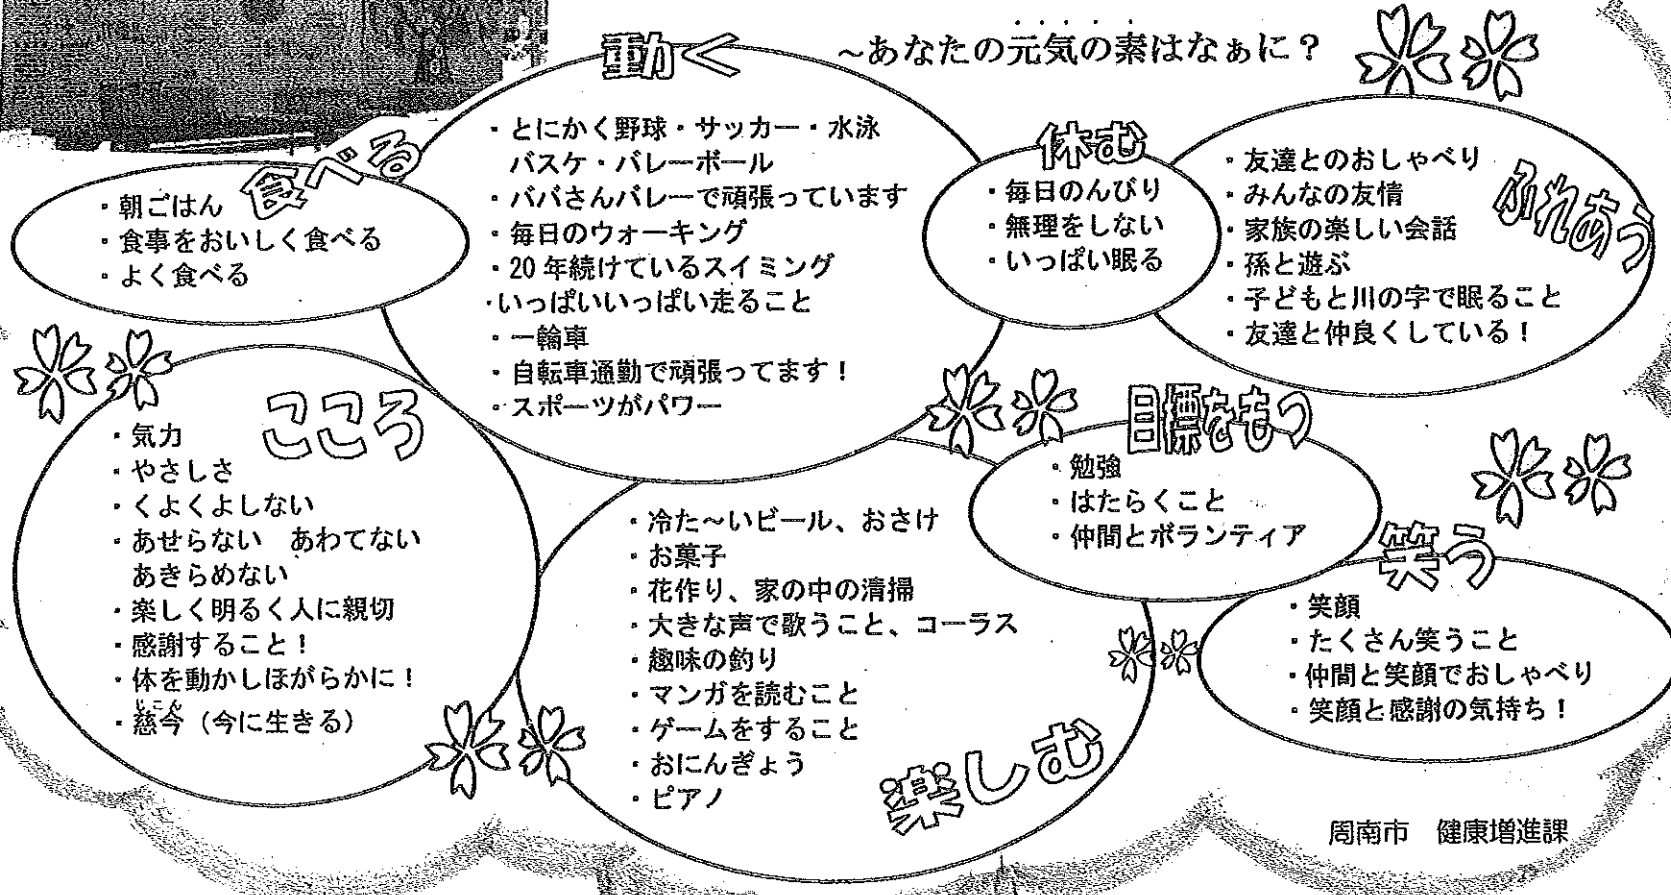 ~あなたの元気の素はなぁに？
動く
・とにかく野球・サッカー・水泳
バスケ・バレーボール
・ババさんバレーで頑張っています
・毎日のウォーキング
・20年続けているスイミング
・いっぱいいっぱい走ること
・一輪車
・自転車通勤で頑張ってます！
・スポーツがパワー
食べる
・朝ごはん
・食事をおいしく食べる
・よく食べる
休む
・毎日のんびり
・無理をしない
・いっぱい眠る
ふれあう
・友達とのおしゃべり
・みんなの友情
・家族の楽しい会話
・孫と遊ぶ
・子どもと川の字で眠ること
・友達と仲良くしている！
こころ
・気力
・やさしさ
・くよくよしない
・あせらない　あわてない
あきらめない
・楽しく明るく人に親切
・感謝すること！
・体を動かしほがらかに！
じこん
・慈今（今に生きる）
目標をもつ
・勉強
・はたらくこと
・仲間とボランティア
楽しむ
・冷た～いビール、おさけ
・お菓子
・花作り、家の中の清掃
・大きな声で歌うこと、コーラス
・趣味の釣り
・マンガを読むこと
・ゲームをすること
・おにんぎょう
・ピアノ
笑う
・笑顔
・たくさん笑うこと
・仲間と笑顔でおしゃべり
・笑顔と感謝の気持ち！
周南市　健康増進課